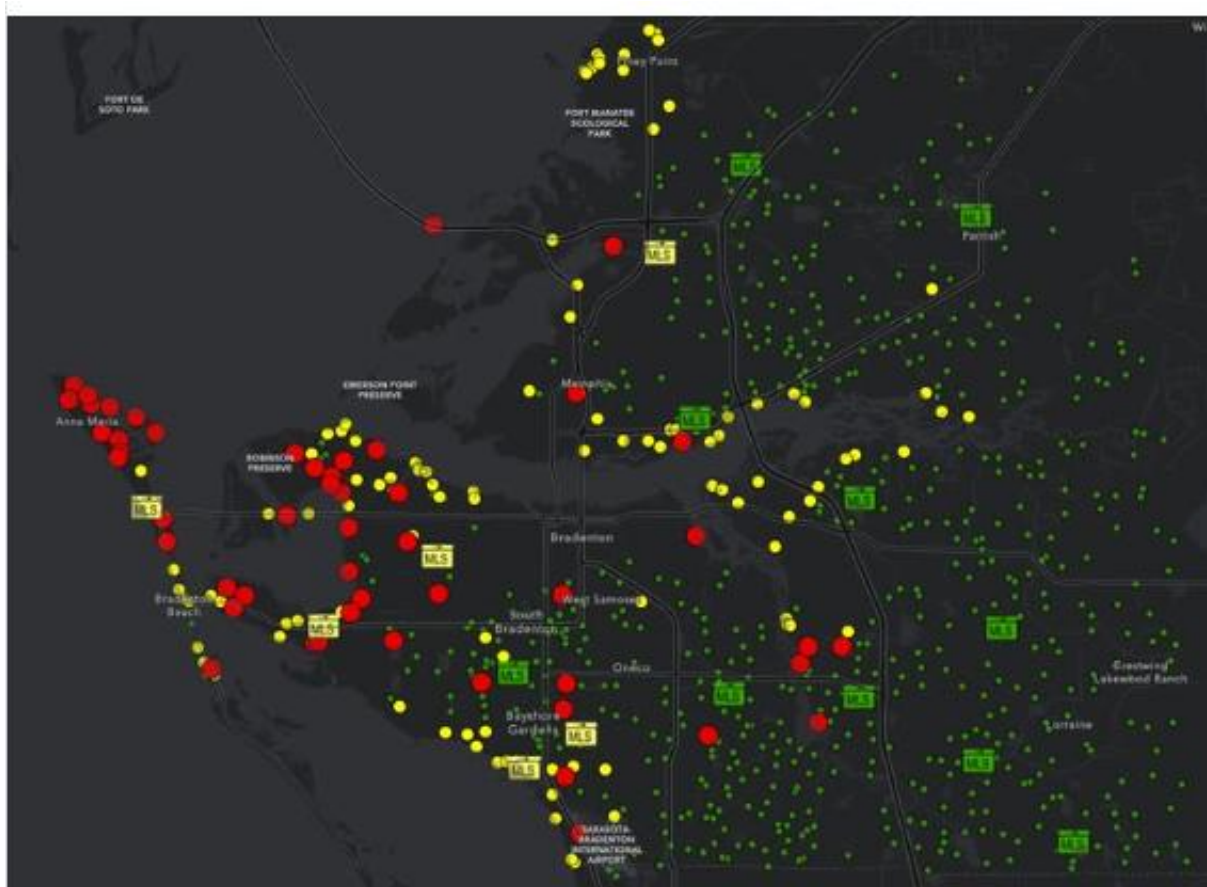 Wi
FORT DE
SOTO PARK
Piney Point
PORT MANATEE
ECOLOGICAL
PARK
MLS
MLS
Parrish
MLS
EMERSON POINT
PRESERVE
Memphis
Anna Maria
MLS
ROBINSON
PRESERVE
MLS
MLS
Bradenton
MLS
Bradenton
Beach
West Samoset
South
Bradenton
MLS
MLS
Oneco
MLS
Crestwing
Lakewood Ranch
MLS
MLS
Bayshore
Gardens
MLS
Lorraine
MLS
MLS
SARASOTA-
BRADENTON
INTERNATIONAL
AIRPORT
MLS